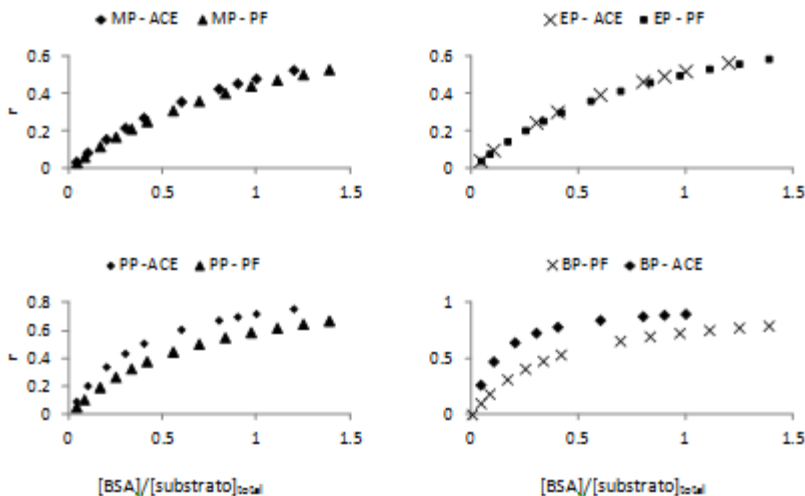 MP - ACE MP - PF
r
0.6
0.4
0.2
0
0 0.5 1 1.5
EP - ACE EP - PF
0.6
0.4
0.2
0
0 0.5 1 1.5
PP-ACE PP - PF
r
0.8
0.6
0.4
0.2
0
0 0.5 1 1.5
[BSA]/[substrato]total
BP-PF BP - ACE
1
0.5
0
0 0.5 1 1.5
[BSA]/[substrato]total